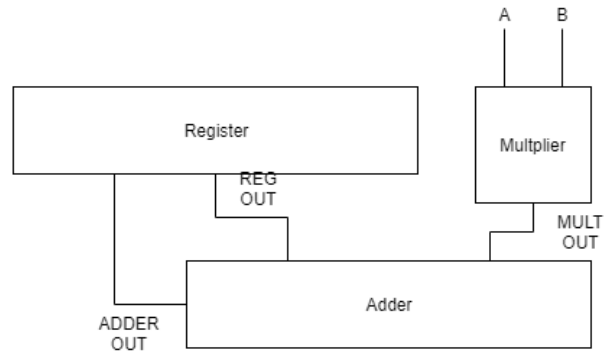 A B
Register
Multplier
REG
OUT
MULT
OUT
Adder
ADDER
OUT